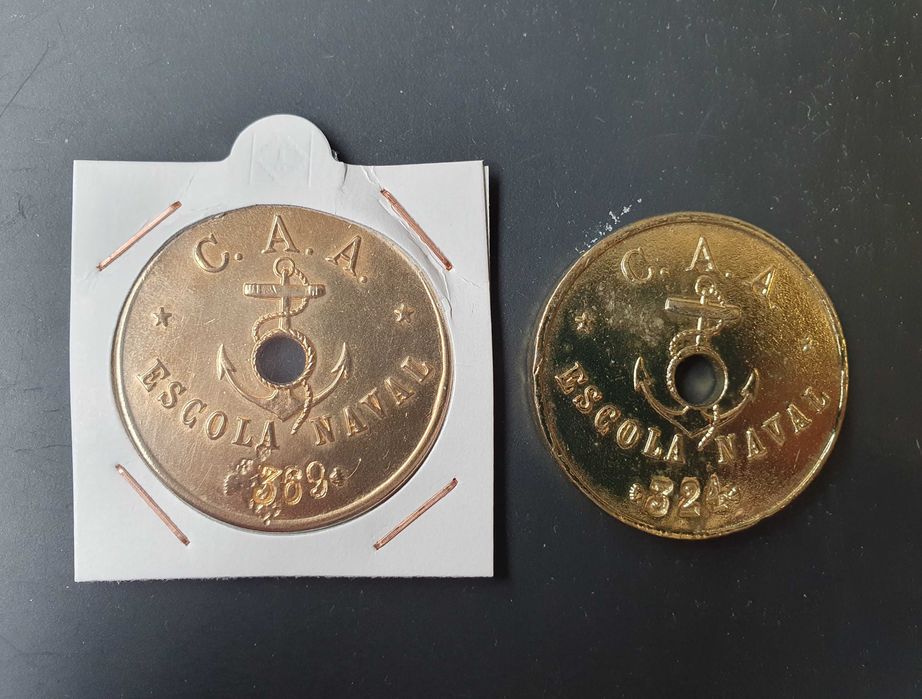 C. A. A.
ESCOLA NAVAL
369
C. A. A
ESCOLA NAVAL
324